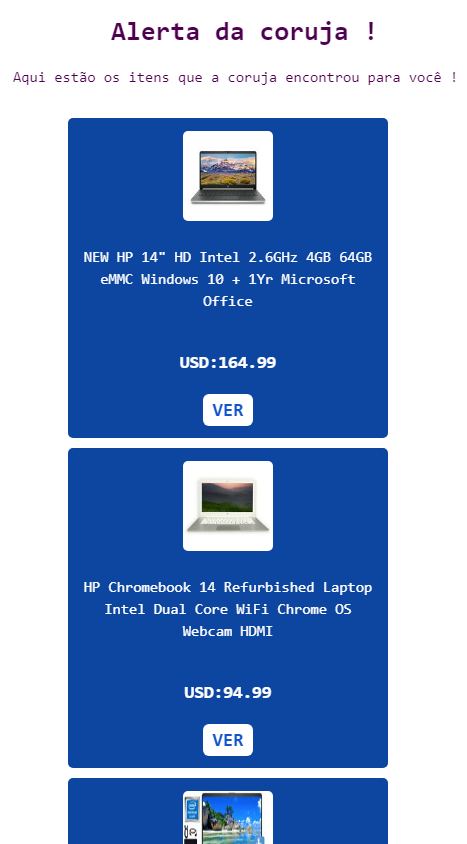 Alerta da coruja !
Aqui estão os itens que a coruja encontrou para você !
NEW HP 14" HD Intel 2.6GHz 4GB 64GB
eMMC Windows 10 + 1Yr Microsoft
Office
USD:164.99
VER
HP Chromebook 14 Refurbished Laptop
Intel Dual Core WiFi Chrome OS
Webcam HDMI
USD:94.99
VER